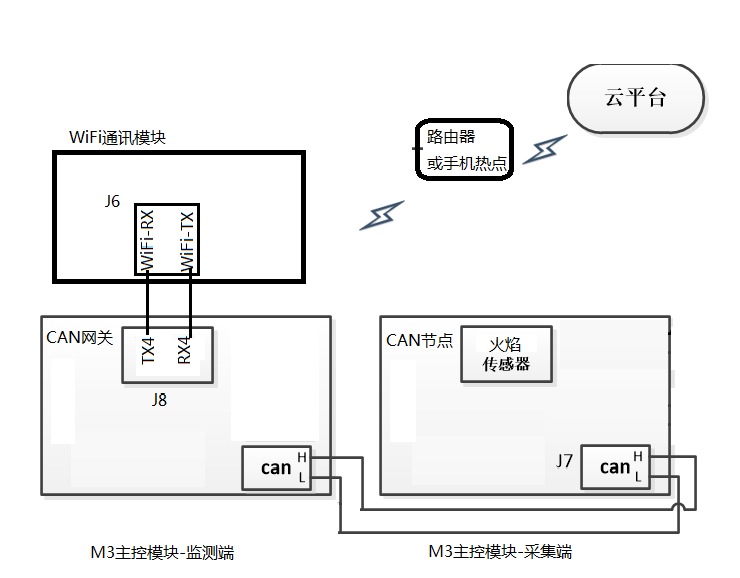 云平台
路由器
或手机热点
WiFi通讯模块
J6
WiFi-RX
WiFi-TX
CAN网关
TX4
RX4
J8
can
H
L
M3主控模块-监测端
CAN节点
火焰
传感器
J7
can
H
L
M3主控模块-采集端